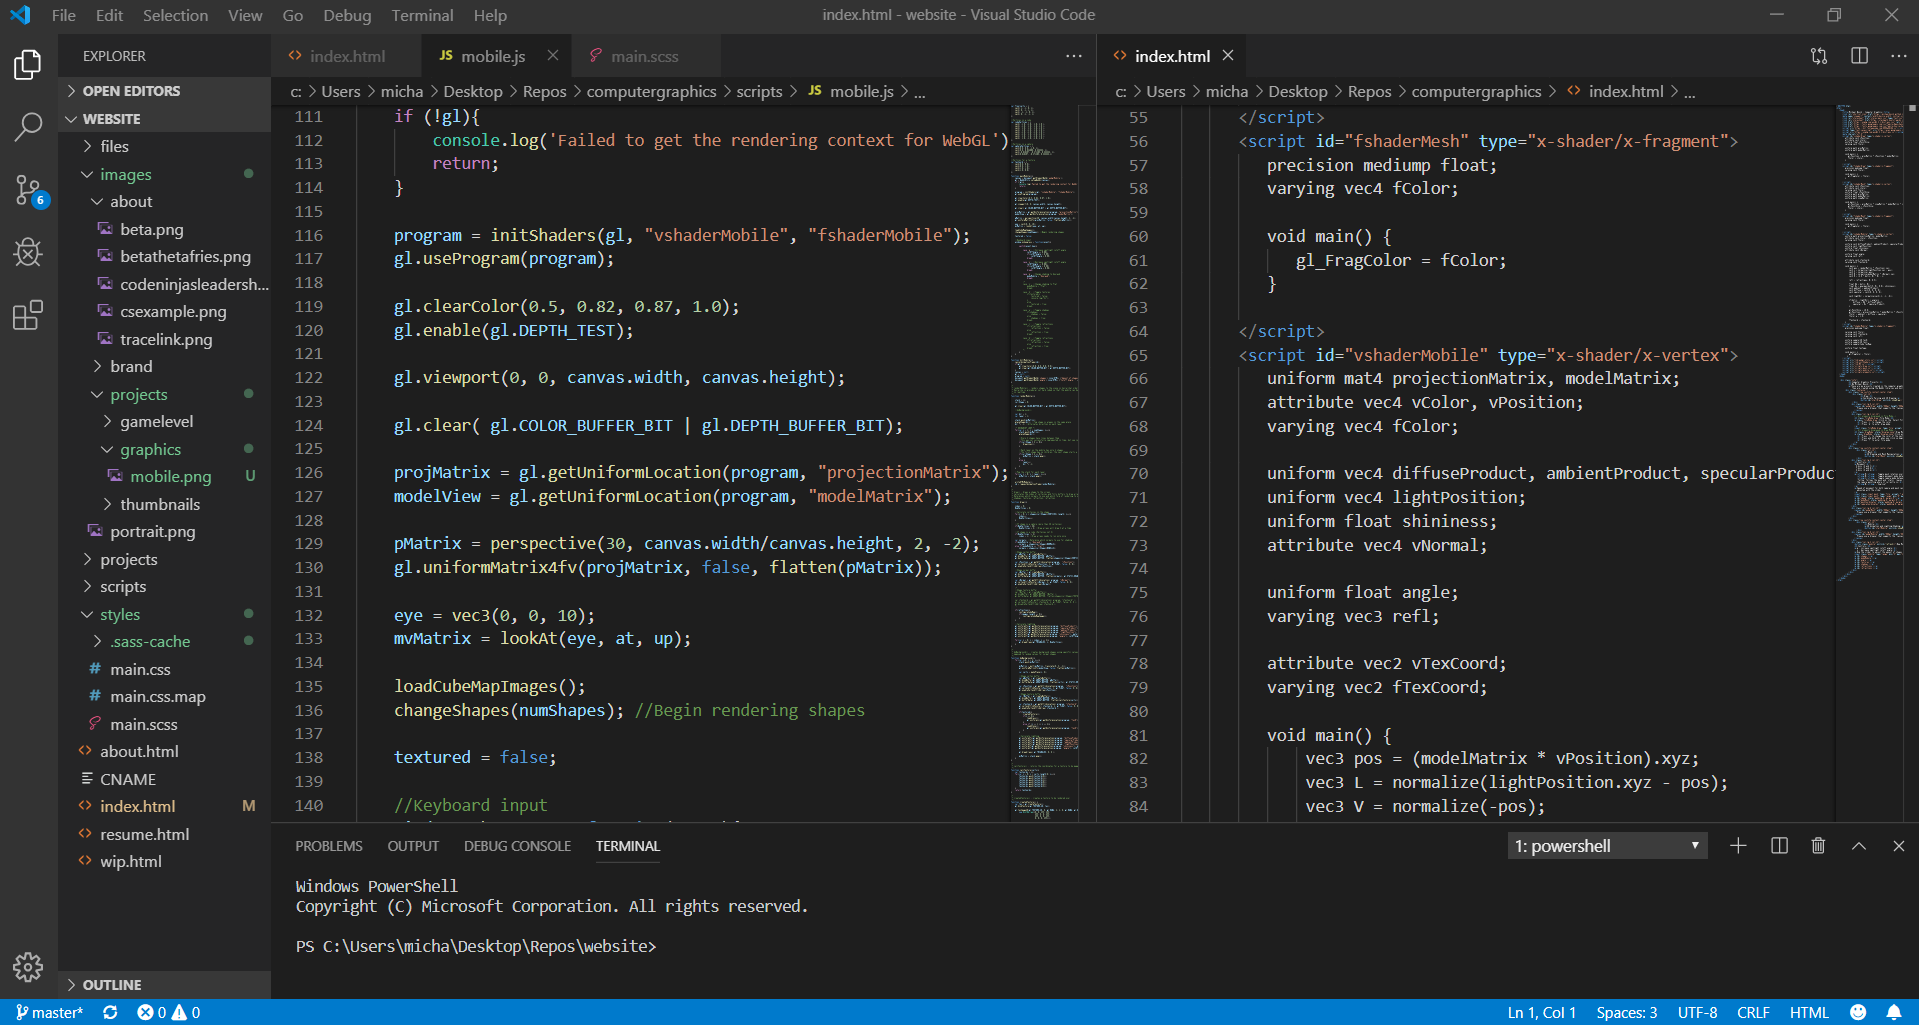 File Edit Selection View Go Debug Terminal Help
index.html - website - Visual Studio Code
EXPLORER
OPEN EDITORS
WEBSITE
files
images
about
beta.png
betathetafries.png
codeninjasleadersh...
csexample.png
tracelink.png
brand
projects
gamelevel
graphics
mobile.png U
thumbnails
portrait.png
projects
scripts
styles
.sass-cache
# main.css
# main.css.map
main.scss
about.html
CNAME
index.html M
resume.html
wip.html
OUTLINE
6
index.html JS mobile.js main.scss
c: > Users > micha > Desktop > Repos > computergraphics > scripts > JS mobile.js > ...
111 if (!gl){
112 console.log('Failed to get the rendering context for WebGL')
113 return;
114 }
115
116 program = initShaders(gl, "vshaderMobile", "fshaderMobile");
117 gl.useProgram(program);
118
119 gl.clearColor(0.5, 0.82, 0.87, 1.0);
120 gl.enable(gl.DEPTH_TEST);
121
122 gl.viewport(0, 0, canvas.width, canvas.height);
123
124 gl.clear( gl.COLOR_BUFFER_BIT | gl.DEPTH_BUFFER_BIT);
125
126 projMatrix = gl.getUniformLocation(program, "projectionMatrix");
127 modelView = gl.getUniformLocation(program, "modelMatrix");
128
129 pMatrix = perspective(30, canvas.width/canvas.height, 2, -2);
130 gl.uniformMatrix4fv(projMatrix, false, flatten(pMatrix));
131
132 eye = vec3(0, 0, 10);
133 mvMatrix = lookAt(eye, at, up);
134
135 loadCubeMapImages();
136 changeShapes(numShapes); //Begin rendering shapes
137
138 textured = false;
139
140 //Keyboard input
index.html
c: > Users > micha > Desktop > Repos > computergraphics > index.html > ...
55 </script>
56 <script id="fshaderMesh" type="x-shader/x-fragment">
57 precision mediump float;
58 varying vec4 fColor;
59
60 void main() {
61 gl_FragColor = fColor;
62 }
63
64 </script>
65 <script id="vshaderMobile" type="x-shader/x-vertex">
66 uniform mat4 projectionMatrix, modelMatrix;
67 attribute vec4 vColor, vPosition;
68 varying vec4 fColor;
69
70 uniform vec4 diffuseProduct, ambientProduct, specularProduc
71 uniform vec4 lightPosition;
72 uniform float shininess;
73 attribute vec4 vNormal;
74
75 uniform float angle;
76 varying vec3 refl;
77
78 attribute vec2 vTexCoord;
79 varying vec2 fTexCoord;
80
81 void main() {
82 vec3 pos = (modelMatrix * vPosition).xyz;
83 vec3 L = normalize(lightPosition.xyz - pos);
84 vec3 V = normalize(-pos);
PROBLEMS OUTPUT DEBUG CONSOLE TERMINAL
1: powershell
Windows PowerShell
Copyright (C) Microsoft Corporation. All rights reserved.
PS C:\Users\micha\Desktop\Repos\website>
master* 0 0
Ln 1, Col 1 Spaces: 3 UTF-8 CRLF HTML